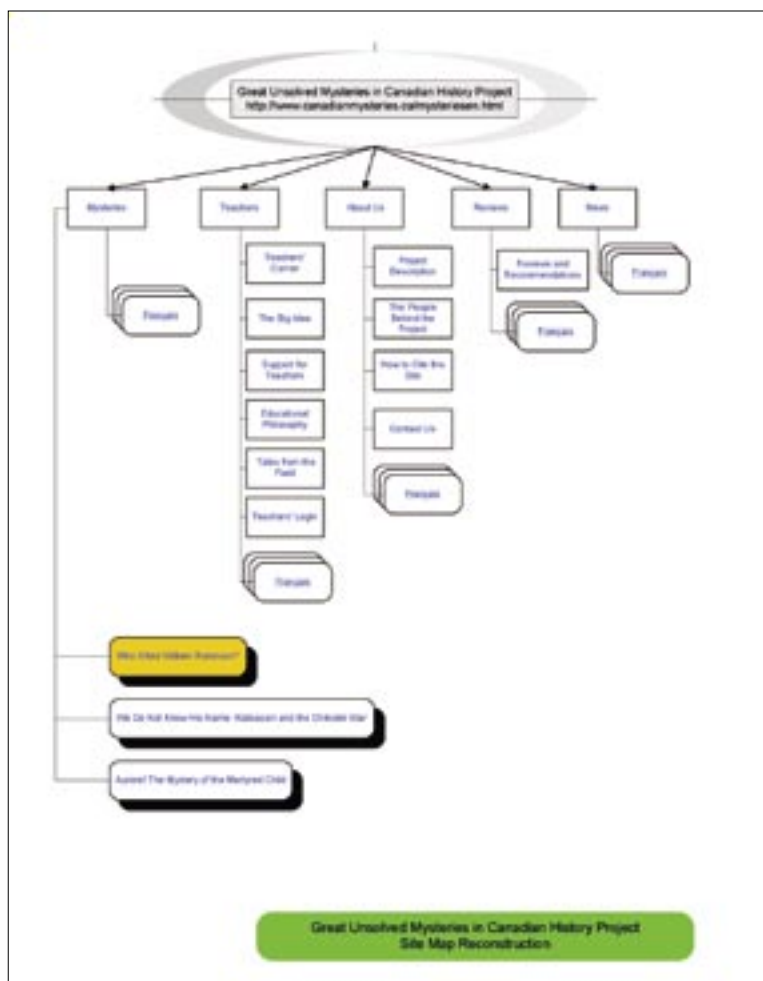 Great Unsolved Mysteries in Canadian History Project
http://www.canadianmysteries.ca/mysteriesen.html
Mysteries
Teachers
About Us
Reviews
News
Français
Teachers'
Corner
The Big Idea
Support for
Teachers
Educational
Philosophy
Tales from the
Field
Teachers' Login
Français
Project
Description
The People
Behind the
Project
How to Cite this
Site
Contact Us
Français
Reviews and
Recommendations
Français
Français
Who Killed William Robinson?
We Do Not Know His Name: Klatsassin and the Chilcotin War
Aurore! The Mystery of the Martyred Child
Great Unsolved Mysteries in Canadian History Project
Site Map Reconstruction